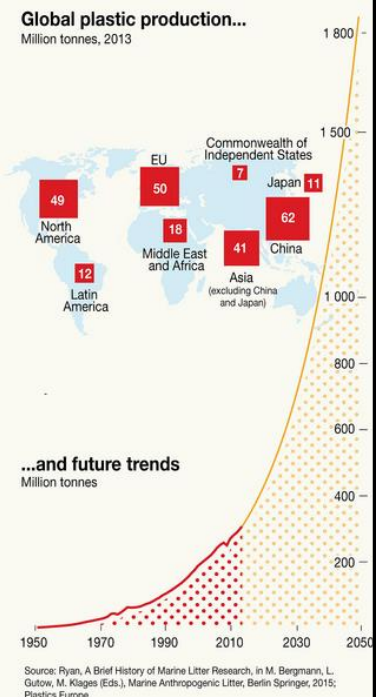 Global plastic production...
Million tonnes, 2013
1 800
1 500
Commonwealth of
Independent States
EU
7
Japan 11
49
50
62
North
America
18
China
41
Middle East
and Africa
12
Asia
(excluding China
and Japan)
Latin
America
1 000
800
600
...and future trends
Million tonnes
400
200
1950 1970 1990 2010 2030 2050
Source: Ryan, A Brief History of Marine Litter Research, in M. Bergmann, L.
Gutow, M. Klages (Eds.), Marine Anthropogenic Litter, Berlin Springer, 2015;
Plastics Europe